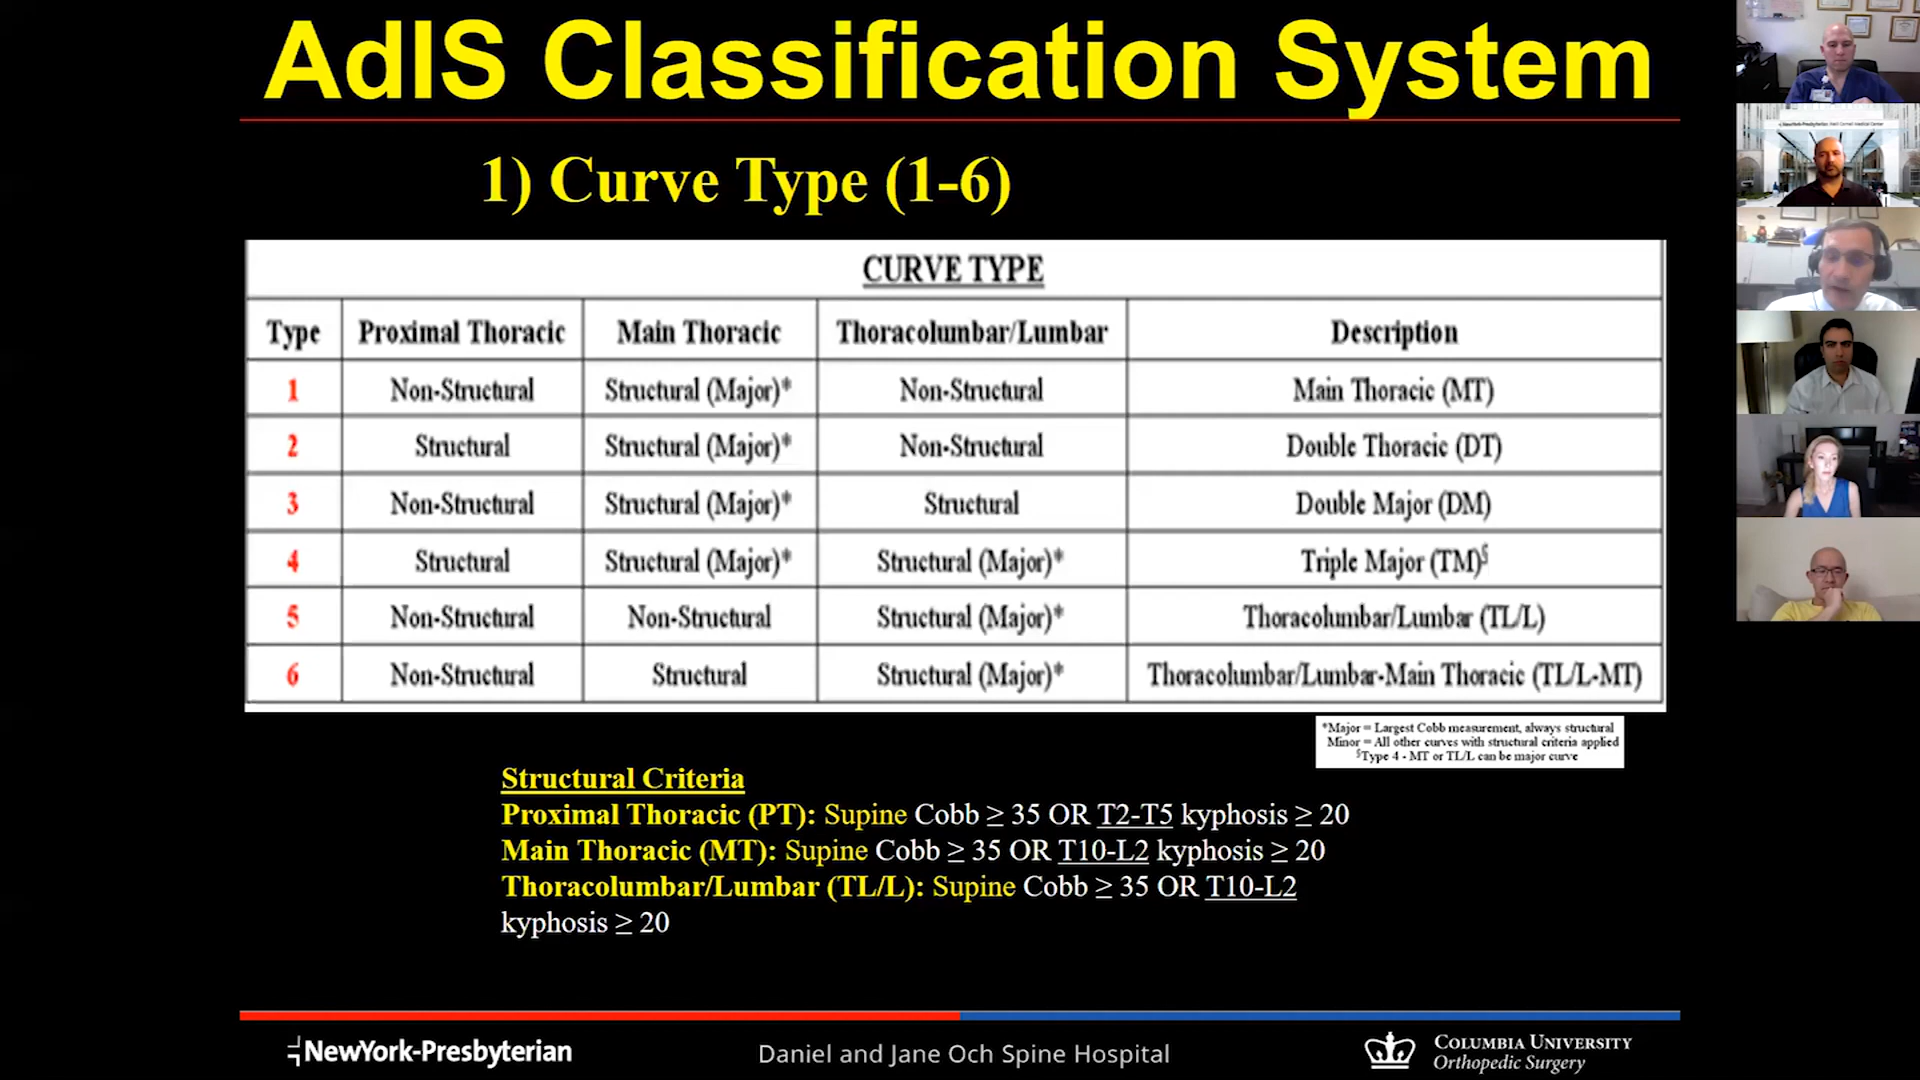 AdIS Classification System
1) Curve Type (1-6)
CURVE TYPE
Type Proximal Thoracic Main Thoracic Thoracolumbar/Lumbar Description
1 Non-Structural Structural (Major)* Non-Structural Main Thoracic (MT)
2 Structural Structural (Major)* Non-Structural Double Thoracic (DT)
3 Non-Structural Structural (Major)* Structural Double Major (DM)
4 Structural Structural (Major)* Structural (Major)* Triple Major (TM)§
5 Non-Structural Non-Structural Structural (Major)* Thoracolumbar/Lumbar (TL/L)
6 Non-Structural Structural Structural (Major)* Thoracolumbar/Lumbar-Main Thoracic (TL/L-MT)
*Major = Largest Cobb measurement, always structural
Minor = All other curves with structural criteria applied
§Type 4 - MT or TL/L can be major curve
Structural Criteria
Proximal Thoracic (PT): Supine Cobb ≥ 35 OR T2-T5 kyphosis ≥ 20
Main Thoracic (MT): Supine Cobb ≥ 35 OR T10-L2 kyphosis ≥ 20
Thoracolumbar/Lumbar (TL/L): Supine Cobb ≥ 35 OR T10-L2
kyphosis ≥ 20
NewYork-Presbyterian
Daniel and Jane Och Spine Hospital
COLUMBIA UNIVERSITY
Orthopedic Surgery